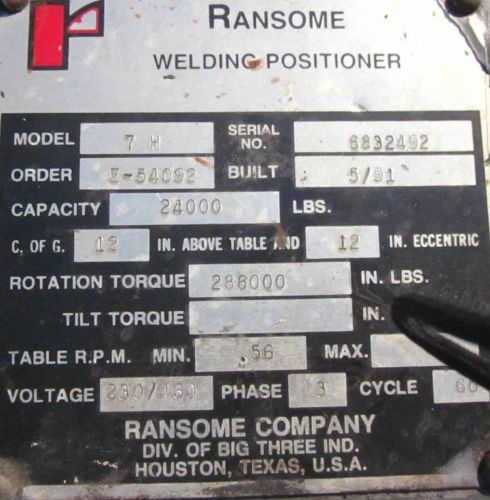 RANSOME
WELDING POSITIONER
MODEL 7 H SERIAL NO. 6832492
ORDER E-54092 BUILT 5/91
CAPACITY 24000 LBS.
C. OF G. 12 IN. ABOVE TABLE AND 12 IN. ECCENTRIC
ROTATION TORQUE 288000 IN. LBS.
TILT TORQUE IN.
TABLE R.P.M. MIN. .56 MAX.
VOLTAGE 230/460 PHASE 3 CYCLE 60
RANSOME COMPANY
DIV. OF BIG THREE IND.
HOUSTON, TEXAS, U.S.A.